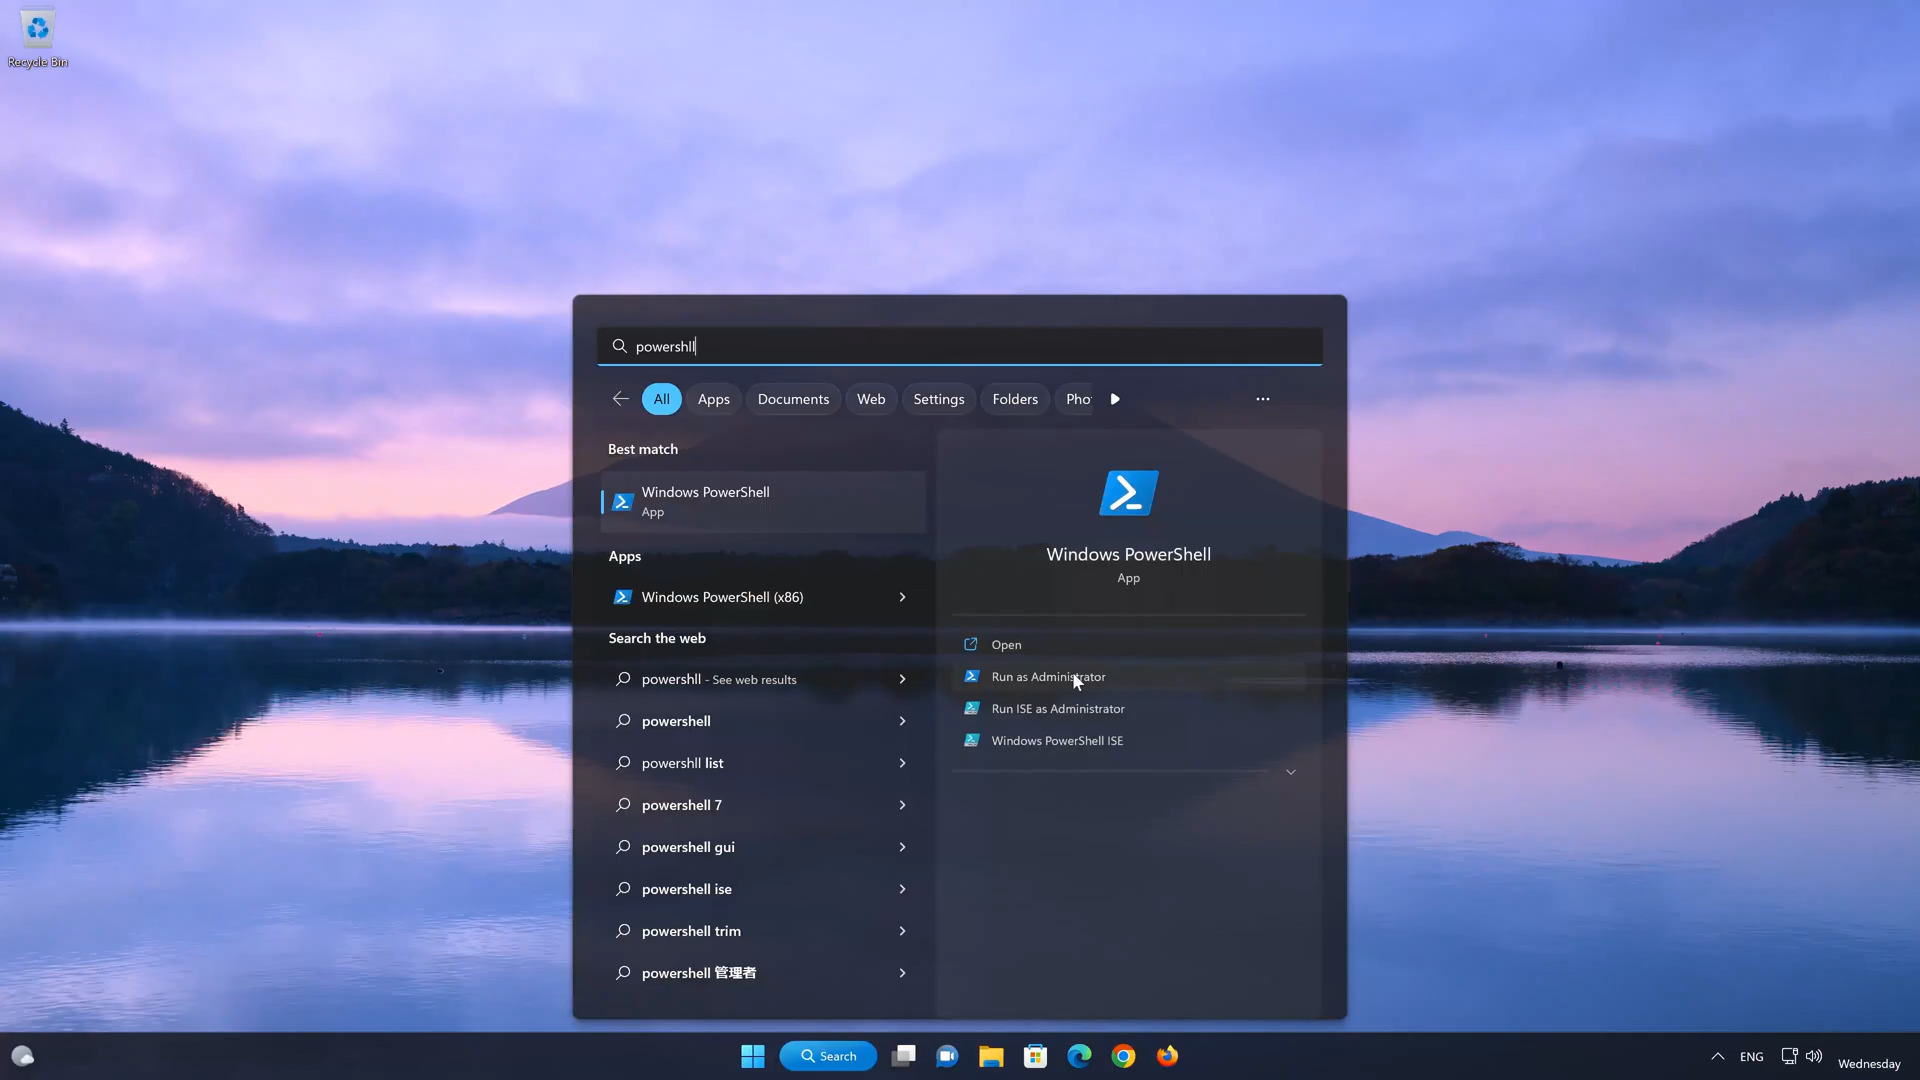 Recycle Bin
powershll
All Apps Documents Web Settings Folders Pho
Best match
Windows PowerShell
App
Apps
Windows PowerShell (x86)
Search the web
powershll - See web results
powershell
powershll list
powershell 7
powershell gui
powershell ise
powershell trim
powershell 管理者
Windows PowerShell
App
Open
Run as Administrator
Run ISE as Administrator
Windows PowerShell ISE
Search
ENG
Wednesday